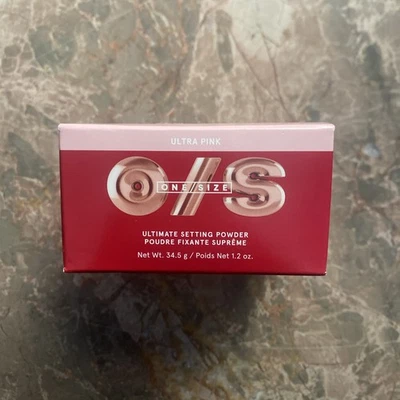 ULTRA PINK
O/S
ONE/SIZE
ULTIMATE SETTING POWDER
POUDRE FIXANTE SUPRÊME
Net Wt. 34.5 g / Poids Net 1.2 oz.